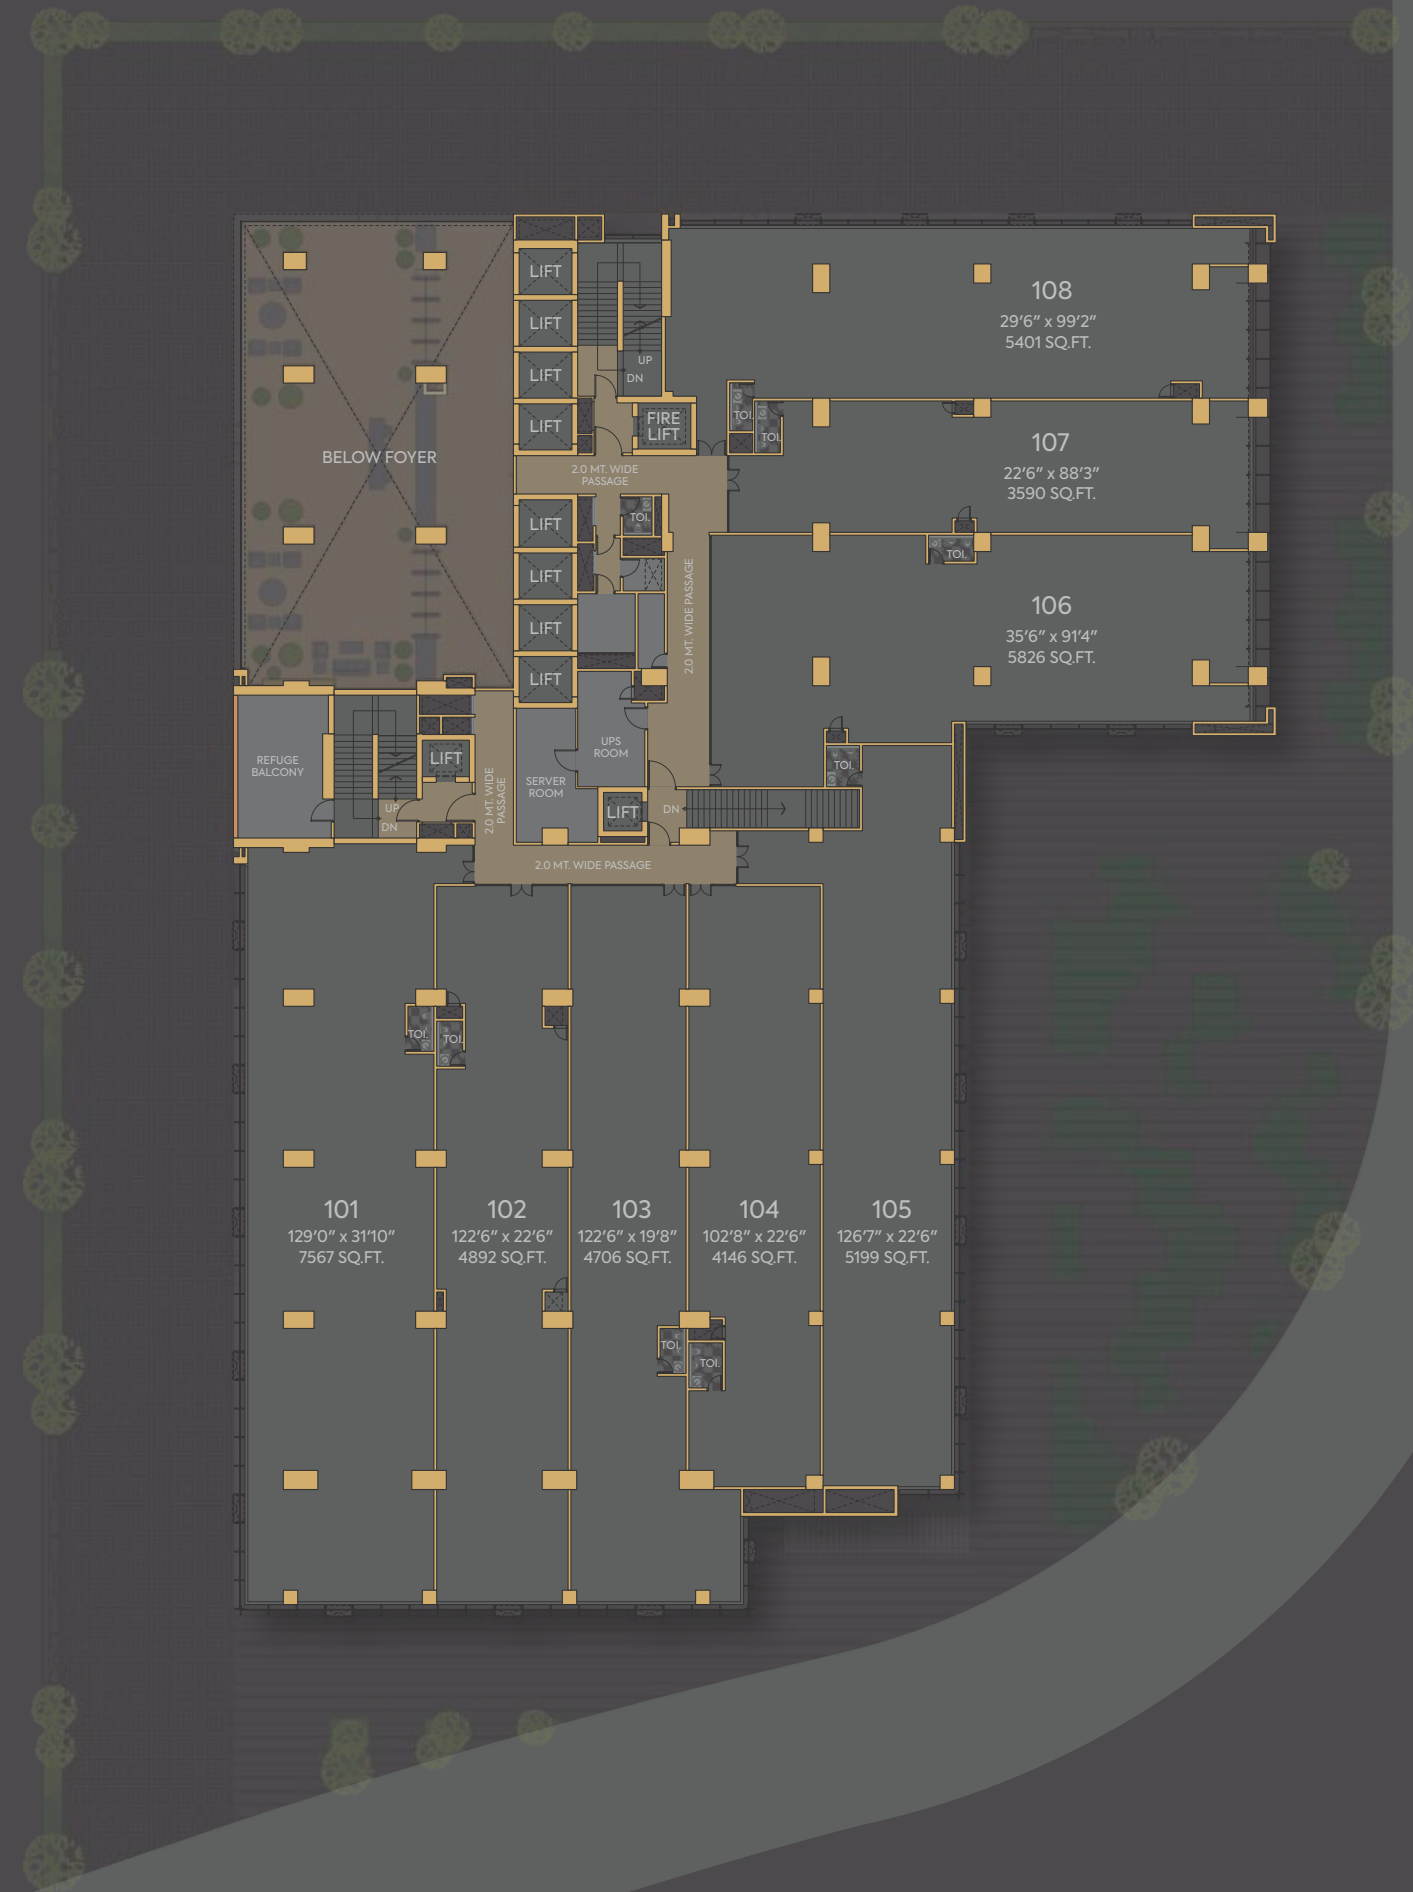 LIFT
LIFT
LIFT
LIFT
UP
DN
FIRE
LIFT
108
29'6" x 99'2"
5401 SQ.FT.
TOI.
TOI.
107
22'6" x 88'3"
3590 SQ.FT.
BELOW FOYER
2.0 MT. WIDE
PASSAGE
LIFT
LIFT
LIFT
LIFT
TOI.
2.0 MT. WIDE PASSAGE
TOI.
106
35'6" x 91'4"
5826 SQ.FT.
REFUGE
BALCONY
UP
DN
LIFT
2.0 MT. WIDE
PASSAGE
SERVER
ROOM
UPS
ROOM
LIFT
DN
TOI.
2.0 MT. WIDE PASSAGE
TOI.
TOI.
101
129'0" x 31'10"
7567 SQ.FT.
102
122'6" x 22'6"
4892 SQ.FT.
103
122'6" x 19'8"
4706 SQ.FT.
104
102'8" x 22'6"
4146 SQ.FT.
105
126'7" x 22'6"
5199 SQ.FT.
TOI.
TOI.